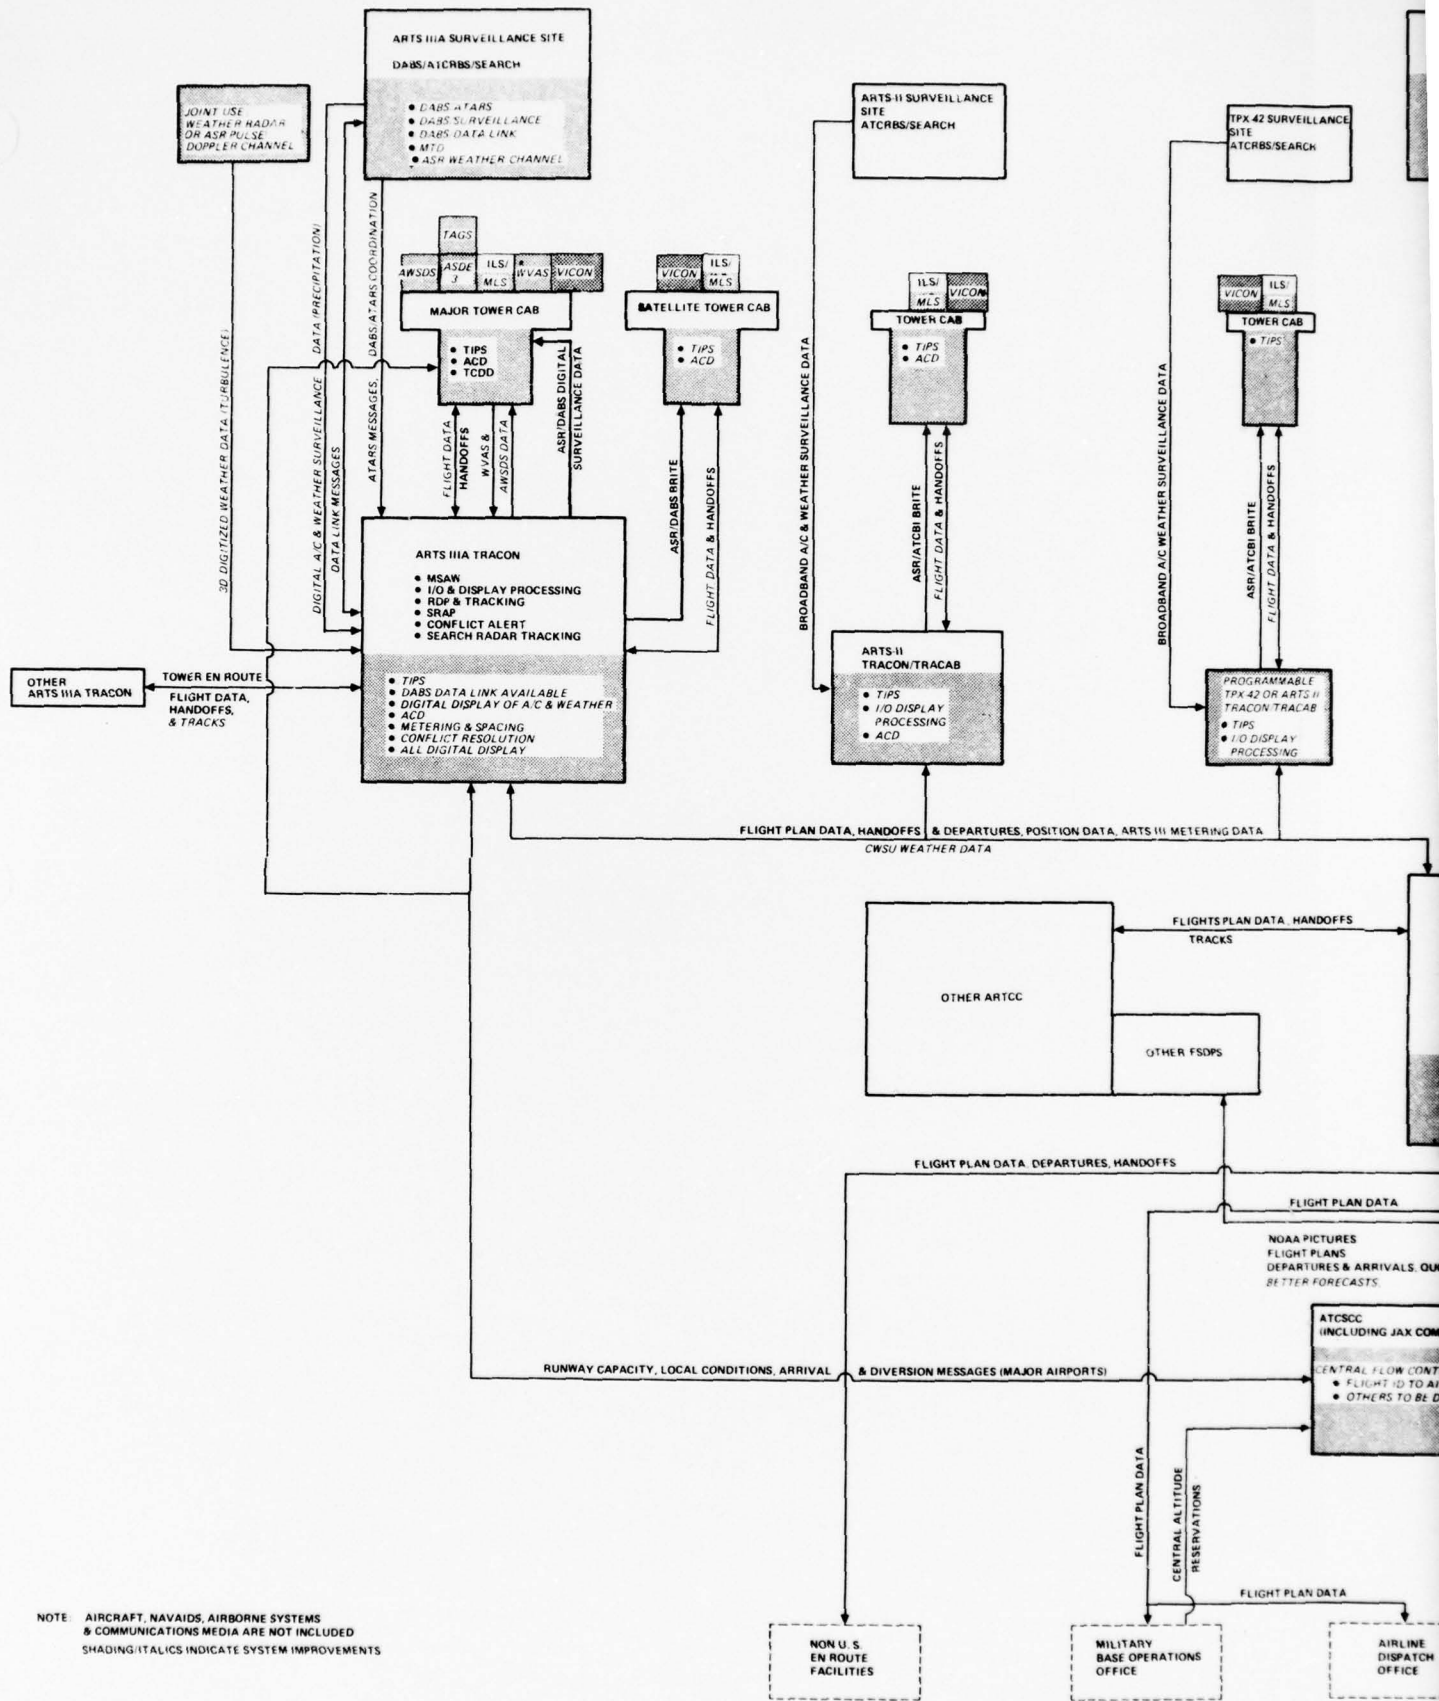 ARTS IIIA SURVEILLANCE SITE
DABS/ATCRBS/SEARCH
• DABS ATARS
• DABS SURVEILLANCE
• DABS DATA LINK
• MTD
• ASR WEATHER CHANNEL
JOINT USE
WEATHER RADAR
OR ASR PULSE
DOPPLER CHANNEL
ARTS-II SURVEILLANCE
SITE
ATCRBS/SEARCH
TPX 42 SURVEILLANCE
SITE
ATCRBS/SEARCH
3D DIGITIZED WEATHER DATA (TURBULENCE)
DIGITAL A/C & WEATHER SURVEILLANCE DATA (PRECIPITATION)
DATA LINK MESSAGES
ATARS MESSAGES, DABS/ATARS COORDINATION
TAGS
AWSDS
ASDE
3
ILS/
MLS
*
WVAS
VICON
MAJOR TOWER CAB
• TIPS
• ACD
• TCDD
FLIGHT DATA
HANDOFFS
WVAS &
AWSDS DATA
ASR/DABS DIGITAL
SURVEILLANCE DATA
VICON
ILS/
MLS
SATELLITE TOWER CAB
• TIPS
• ACD
ASR/DABS BRITE
FLIGHT DATA & HANDOFFS
BROADBAND A/C & WEATHER SURVEILLANCE DATA
ILS/
MLS
VICON
TOWER CAB
• TIPS
• ACD
ASR/ATCBI BRITE
FLIGHT DATA & HANDOFFS
BROADBAND A/C WEATHER SURVEILLANCE DATA
VICON
ILS/
MLS
TOWER CAB
• TIPS
ASR/ATCBI BRITE
FLIGHT DATA & HANDOFFS
ARTS IIIA TRACON
• MSAW
• I/O & DISPLAY PROCESSING
• RDP & TRACKING
• SRAP
• CONFLICT ALERT
• SEARCH RADAR TRACKING
• TIPS
• DABS DATA LINK AVAILABLE
• DIGITAL DISPLAY OF A/C & WEATHER
• ACD
• METERING & SPACING
• CONFLICT RESOLUTION
• ALL DIGITAL DISPLAY
OTHER
ARTS IIIA TRACON
TOWER EN ROUTE
FLIGHT DATA,
HANDOFFS,
& TRACKS
ARTS-II
TRACON/TRACAB
• TIPS
• I/O DISPLAY
PROCESSING
• ACD
PROGRAMMABLE
TPX 42 OR ARTS II
TRACON/TRACAB
• TIPS
• I/O DISPLAY
PROCESSING
FLIGHT PLAN DATA, HANDOFFS & DEPARTURES, POSITION DATA, ARTS III METERING DATA
CWSU WEATHER DATA
FLIGHTS PLAN DATA, HANDOFFS
TRACKS
OTHER ARTCC
OTHER FSDPS
FLIGHT PLAN DATA, DEPARTURES, HANDOFFS
FLIGHT PLAN DATA
NOAA PICTURES
FLIGHT PLANS
DEPARTURES & ARRIVALS,
BETTER FORECASTS,
ATCSCC
(INCLUDING JAX
CENTRAL FLOW
• FLIGHT ID TO
• OTHERS TO BE
RUNWAY CAPACITY, LOCAL CONDITIONS, ARRIVAL & DIVERSION MESSAGES (MAJOR AIRPORTS)
FLIGHT PLAN DATA
CENTRAL ALTITUDE
RESERVATIONS
FLIGHT PLAN DATA
NOTE: AIRCRAFT, NAVAIDS, AIRBORNE SYSTEMS
& COMMUNICATIONS MEDIA ARE NOT INCLUDED
SHADING/ITALICS INDICATE SYSTEM IMPROVEMENTS
NON U.S.
EN ROUTE
FACILITIES
MILITARY
BASE OPERATIONS
OFFICE
AIRLINE
DISPATCH
OFFICE